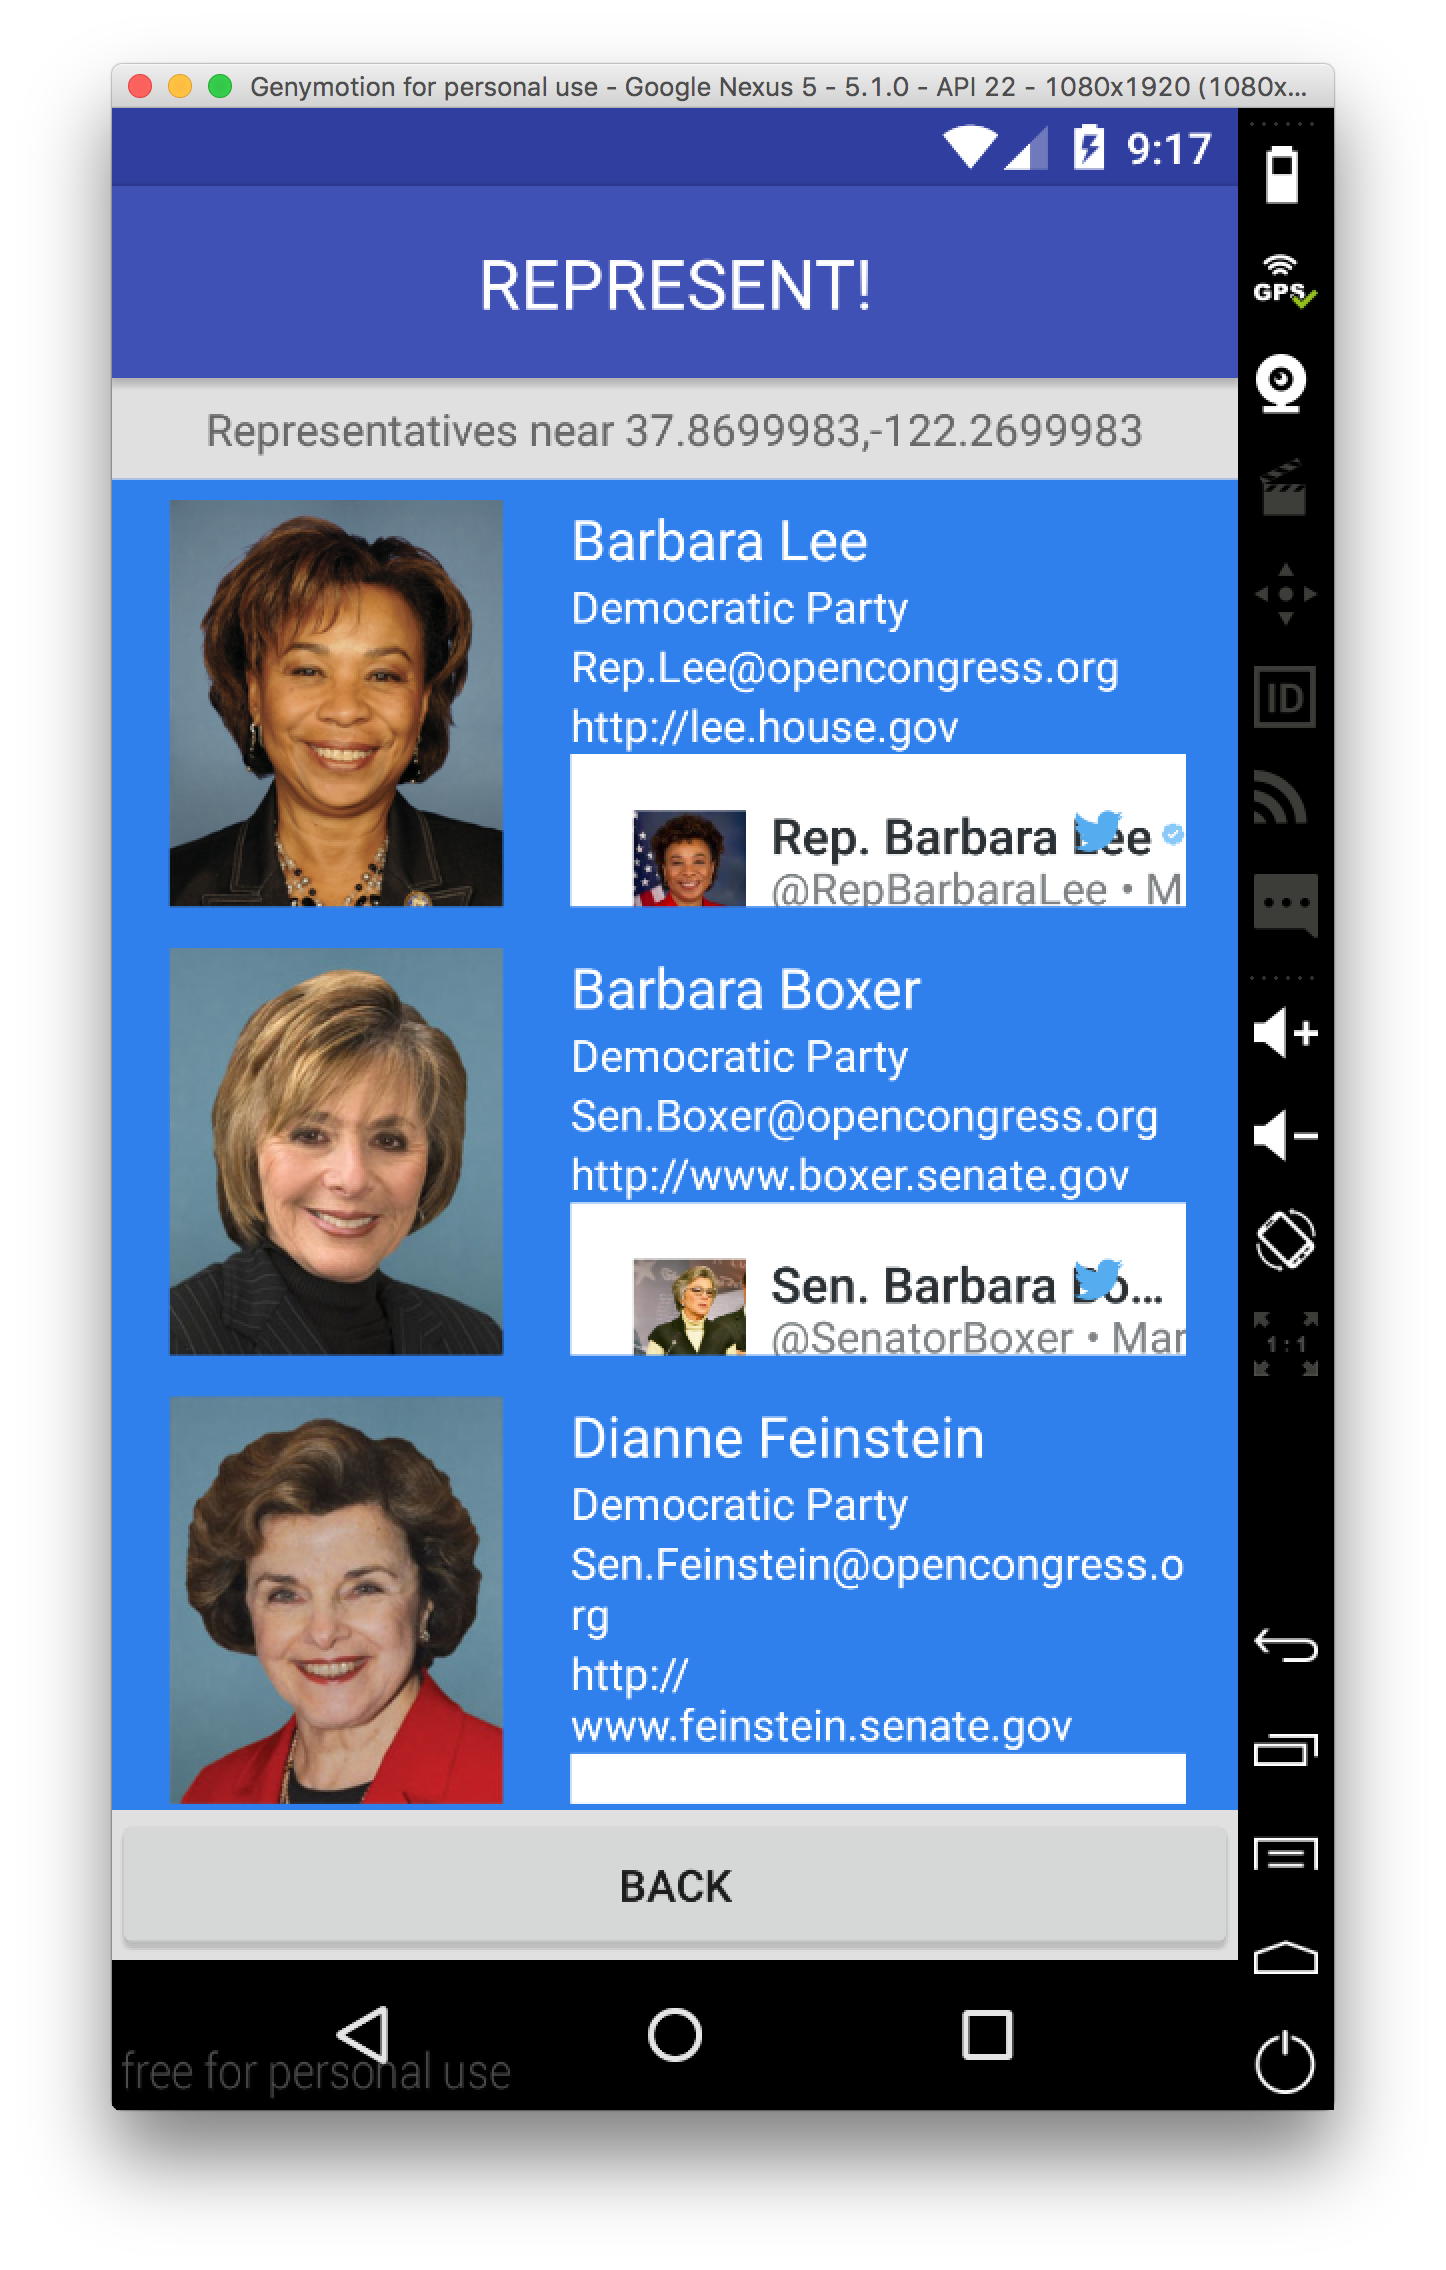 Genymotion for personal use - Google Nexus 5 - 5.1.0 - API 22 - 1080x1920 (1080x...
9:17
GPS
REPRESENT!
Representatives near 37.8699983,-122.2699983
Barbara Lee
Democratic Party
Rep.Lee@opencongress.org
http://lee.house.gov
ID
Rep. Barbara Lee
@RepBarbaraLee • M
Barbara Boxer
Democratic Party
Sen.Boxer@opencongress.org
http://www.boxer.senate.gov
Sen. Barbara Bo...
@SenatorBoxer • Mar
1:1
Dianne Feinstein
Democratic Party
Sen.Feinstein@opencongress.o
rg
http://
www.feinstein.senate.gov
BACK
free for personal use